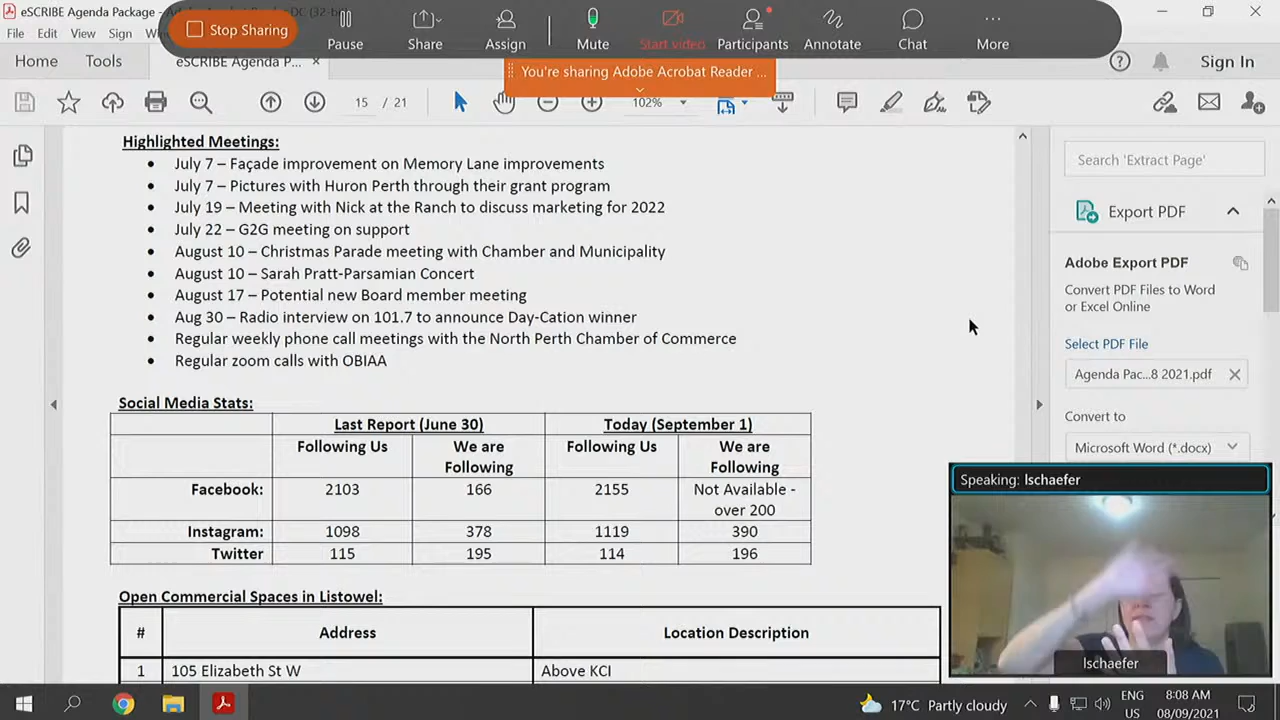 eSCRIBE Agenda Package -
Stop Sharing
Pause
Share
Assign
Mute
Start video
Participants
Annotate
Chat
More
File Edit View Sign
Home Tools eSCRIBE Agenda P... ×
You're sharing Adobe Acrobat Reader ...
Sign In
15 / 21
102%
Highlighted Meetings:
• July 7 – Façade improvement on Memory Lane improvements
• July 7 – Pictures with Huron Perth through their grant program
• July 19 – Meeting with Nick at the Ranch to discuss marketing for 2022
• July 22 – G2G meeting on support
• August 10 – Christmas Parade meeting with Chamber and Municipality
• August 10 – Sarah Pratt-Parsamian Concert
• August 17 – Potential new Board member meeting
• Aug 30 – Radio interview on 101.7 to announce Day-Cation winner
• Regular weekly phone call meetings with the North Perth Chamber of Commerce
• Regular zoom calls with OBIAA
Social Media Stats:
Last Report (June 30) Today (September 1)
Following Us We are Following Following Us We are Following
Facebook: 2103 166 2155 Not Available - over 200
Instagram: 1098 378 1119 390
Twitter 115 195 114 196
Open Commercial Spaces in Listowel:
# Address Location Description
1 105 Elizabeth St W Above KCI
Search 'Extract Page'
Export PDF
Adobe Export PDF
Convert PDF Files to Word
or Excel Online
Select PDF File
Agenda Pac...8 2021.pdf
Convert to
Microsoft Word (*.docx)
Speaking: lschaefer
lschaefer
17°C Partly cloudy
ENG
US
8:08 AM
08/09/2021